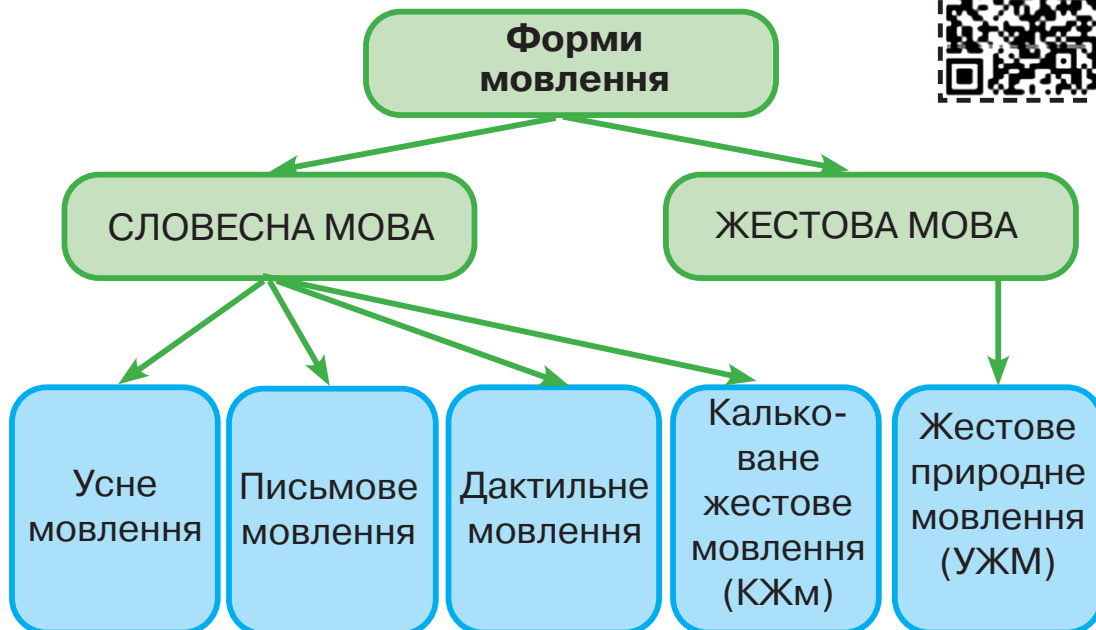 Форми
мовлення
СЛОВЕСНА МОВА
ЖЕСТОВА МОВА
Усне
мовлення
Письмове
мовлення
Дактильне
мовлення
Калько-
ване
жестове
мовлення
(КЖм)
Жестове
природне
мовлення
(УЖМ)